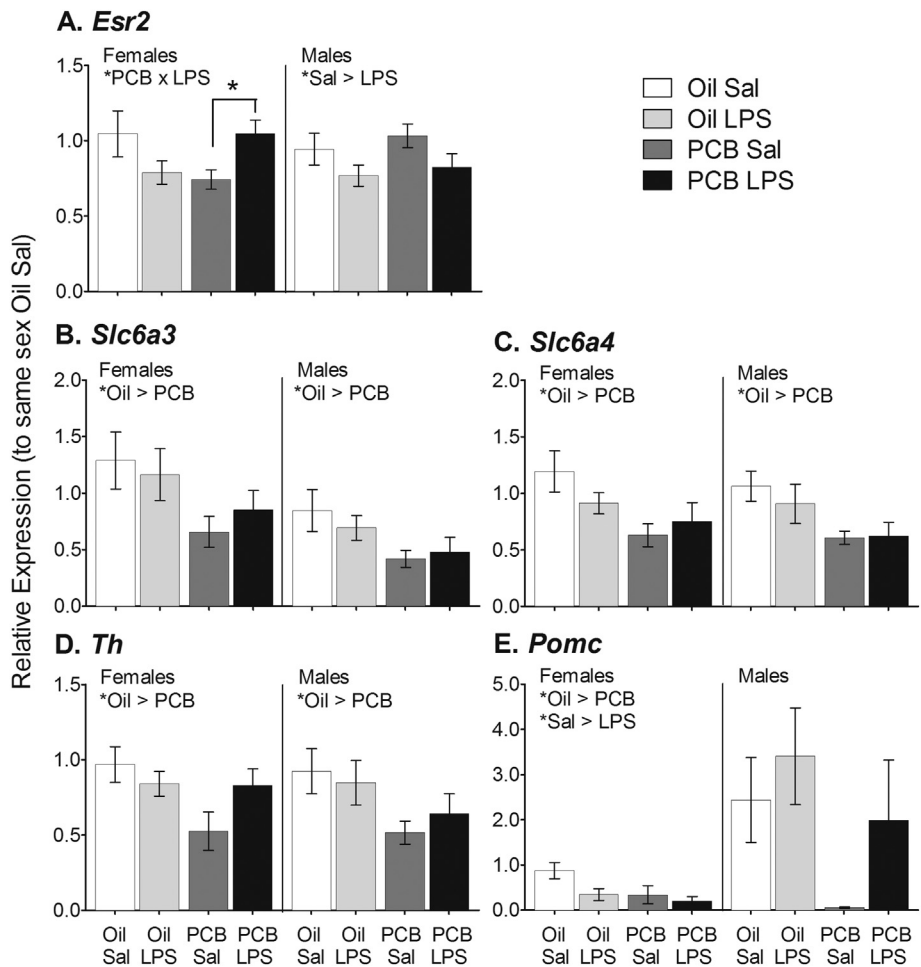 A. Esr2
Females
*PCB x LPS
*
Males
*Sal > LPS
1.5
1.0
0.5
0.0
Oil Sal
Oil LPS
PCB Sal
PCB LPS
Relative Expression (to same sex Oil Sal)
B. Slc6a3
Females
*Oil > PCB
Males
*Oil > PCB
2.0
1.5
1.0
0.5
0.0
C. Slc6a4
Females
*Oil > PCB
Males
*Oil > PCB
2.0
1.5
1.0
0.5
0.0
D. Th
Females
*Oil > PCB
Males
*Oil > PCB
1.5
1.0
0.5
0.0
Oil Oil PCB PCB Oil Oil PCB PCB
Sal LPS Sal LPS Sal LPS Sal LPS
E. Pomc
Females
*Oil > PCB
*Sal > LPS
Males
5.0
4.0
3.0
2.0
1.0
0.0
Oil Oil PCB PCB Oil Oil PCB PCB
Sal LPS Sal LPS Sal LPS Sal LPS